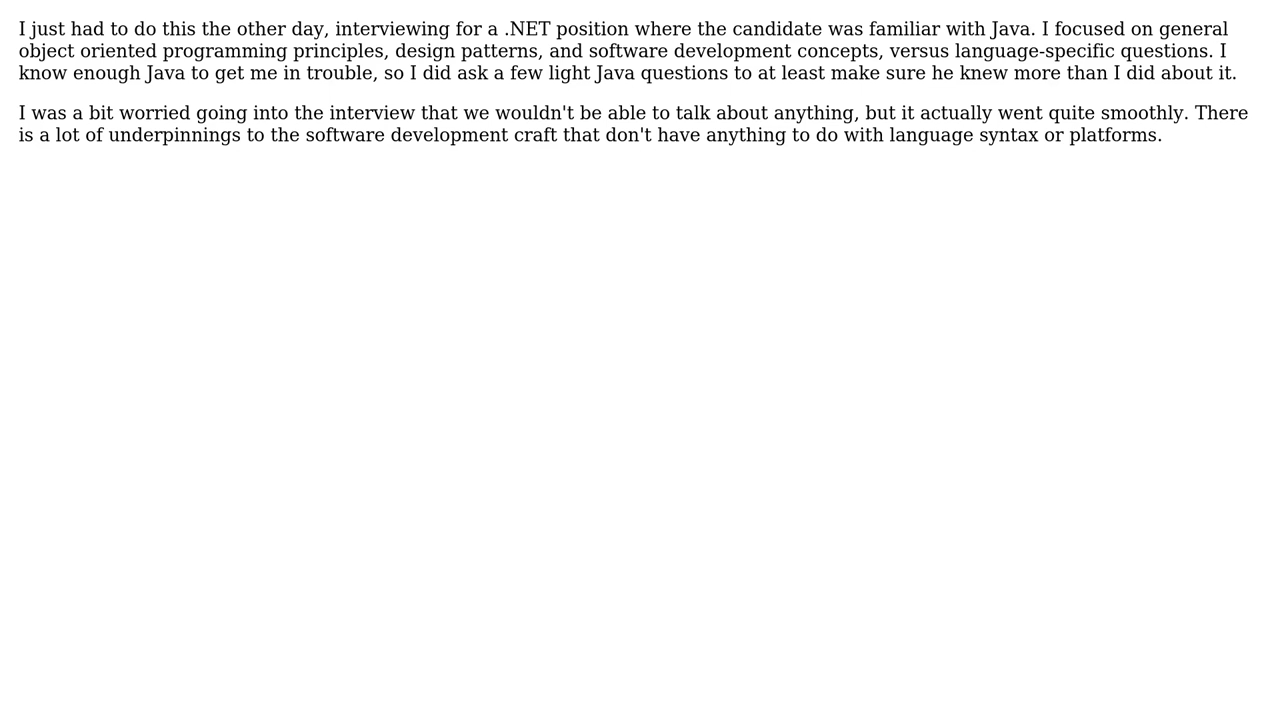 I just had to do this the other day, interviewing for a .NET position where the candidate was familiar with Java. I focused on general
object oriented programming principles, design patterns, and software development concepts, versus language-specific questions. I
know enough Java to get me in trouble, so I did ask a few light Java questions to at least make sure he knew more than I did about it.
I was a bit worried going into the interview that we wouldn't be able to talk about anything, but it actually went quite smoothly. There
is a lot of underpinnings to the software development craft that don't have anything to do with language syntax or platforms.